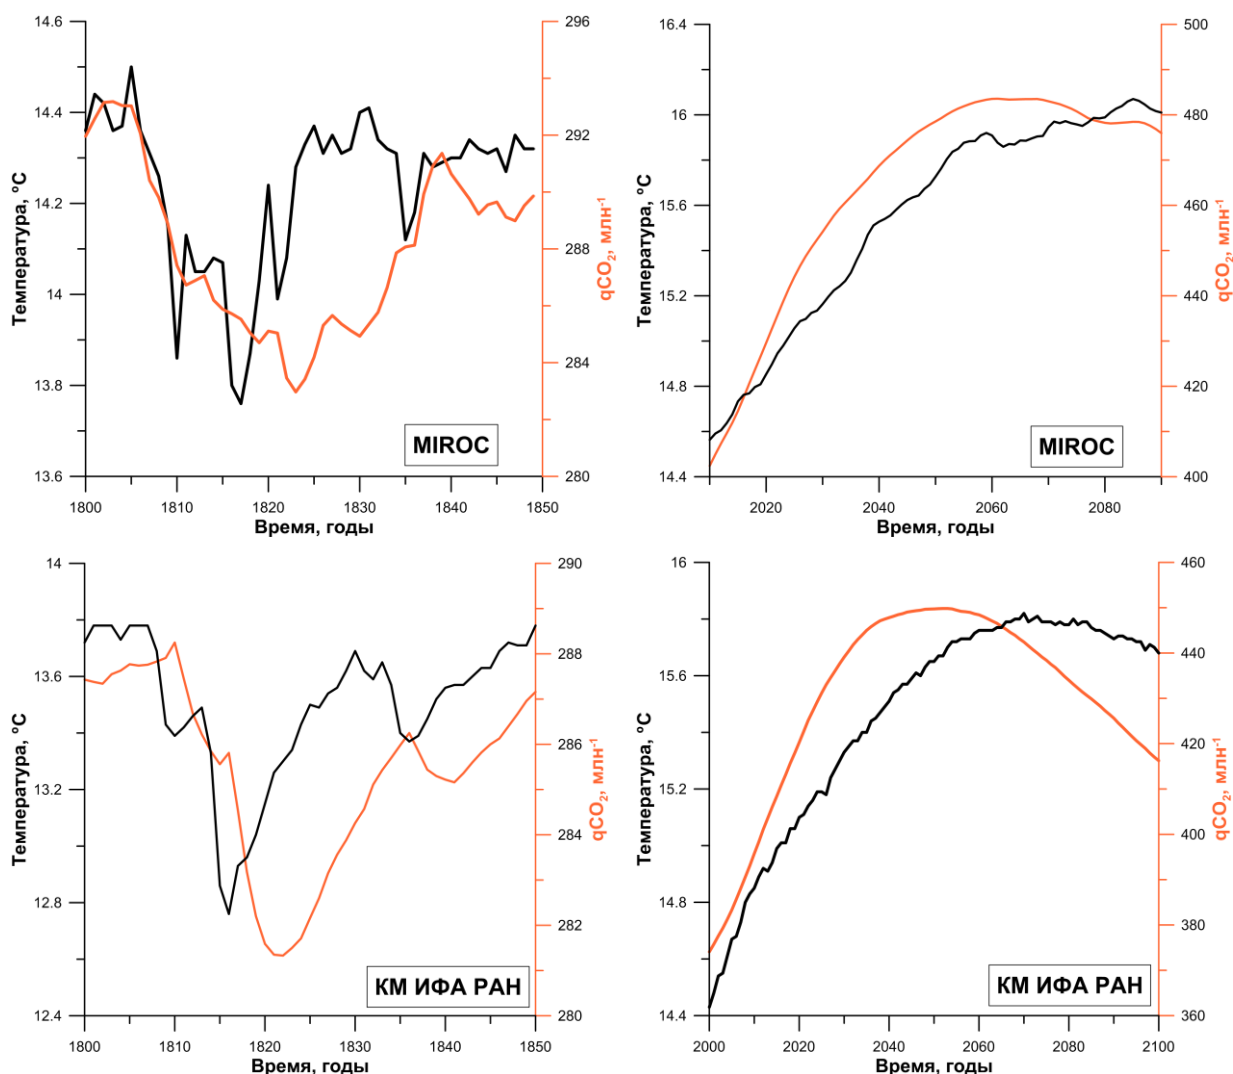 14.6
14.4
14.2
14
13.8
13.6
Температура, °C
296
292
288
284
280
qCO₂, млн⁻¹
MIROC
1800 1810 1820 1830 1840 1850
Время, годы
16.4
16
15.6
15.2
14.8
14.4
Температура, °C
500
480
460
440
420
400
qCO₂, млн⁻¹
MIROC
2020 2040 2060 2080
Время, годы
14
13.6
13.2
12.8
12.4
Температура, °C
290
288
286
284
282
280
qCO₂, млн⁻¹
КМ ИФА РАН
1800 1810 1820 1830 1840 1850
Время, годы
16
15.6
15.2
14.8
14.4
Температура, °C
460
440
420
400
380
360
qCO₂, млн⁻¹
КМ ИФА РАН
2000 2020 2040 2060 2080 2100
Время, годы